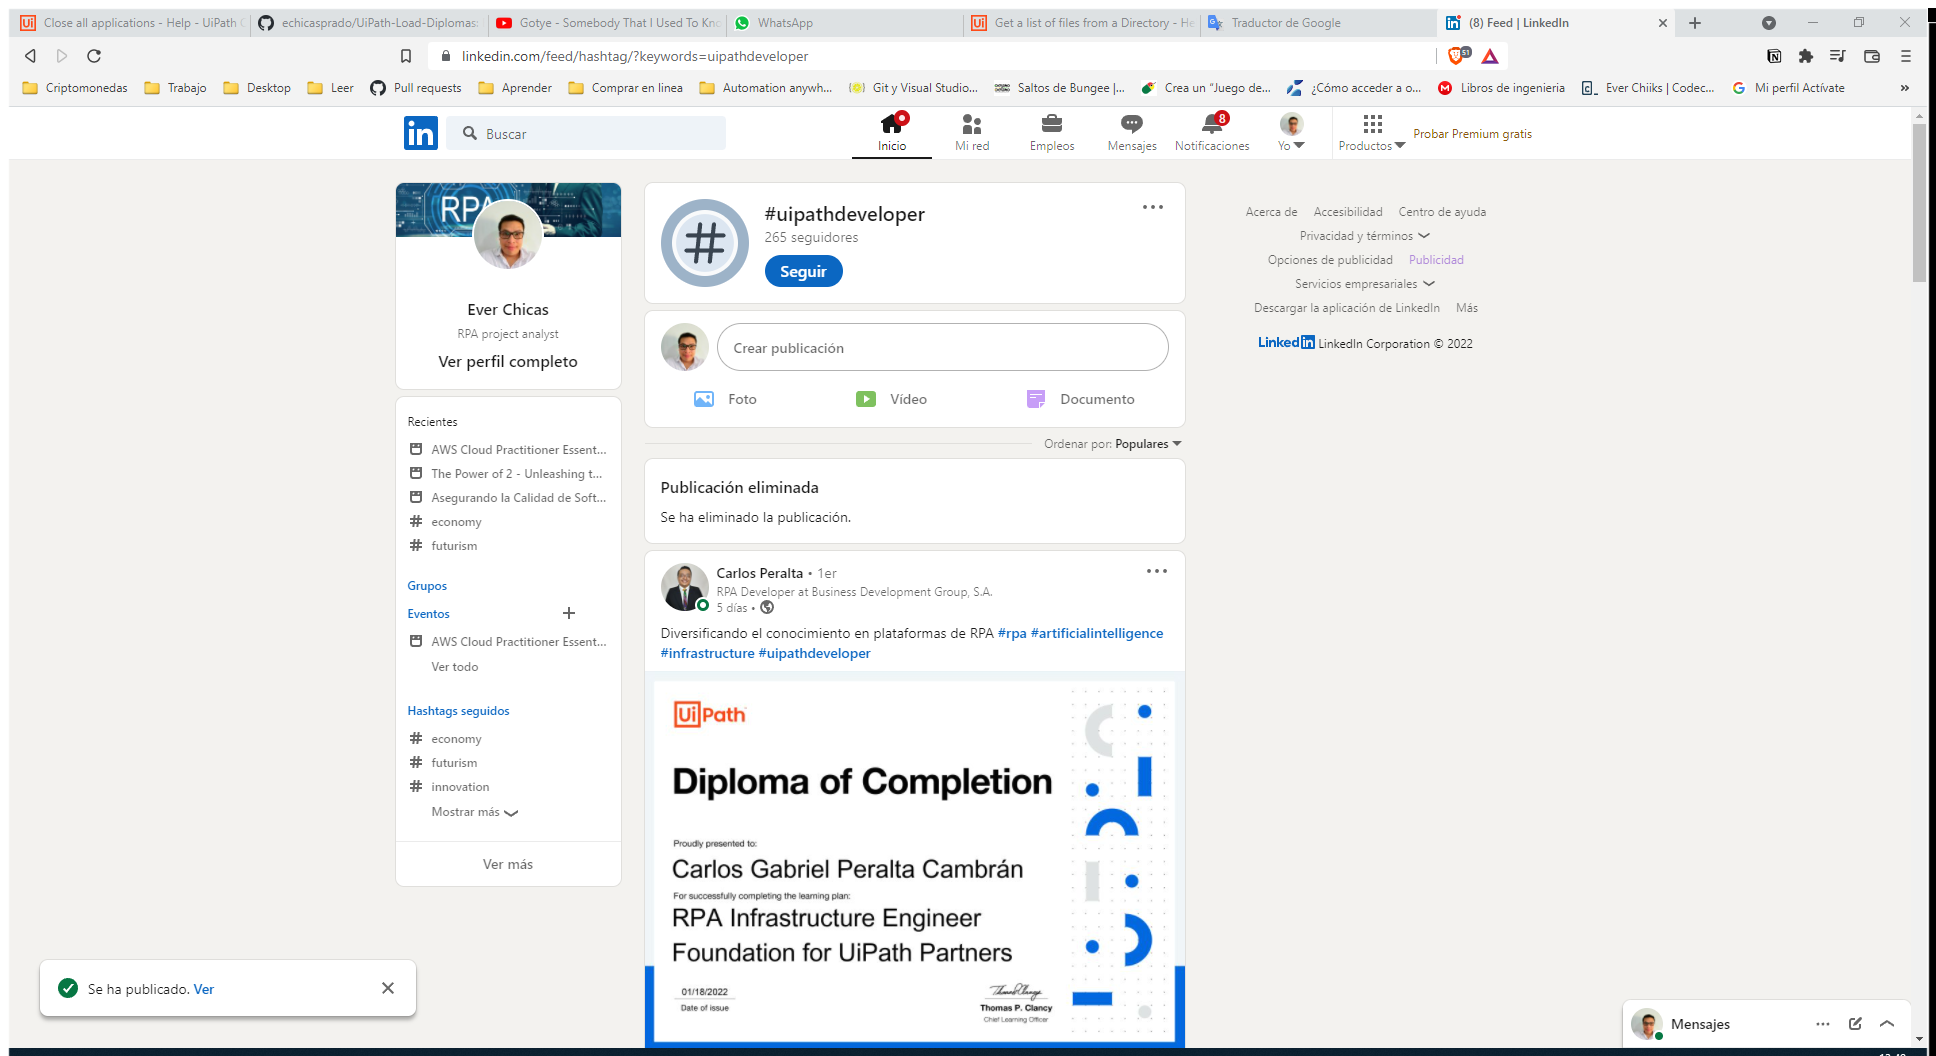 Close all applications - Help - UiPath C
echicasprado/UiPath-Load-Diplomas
Gotye - Somebody That I Used To Kno
WhatsApp
Get a list of files from a Directory - He
Traductor de Google
(8) Feed | LinkedIn
linkedin.com/feed/hashtag/?keywords=uipathdeveloper
51
Criptomonedas
Trabajo
Desktop
Leer
Pull requests
Aprender
Comprar en linea
Automation anywh...
Git y Visual Studio...
Saltos de Bungee |...
Crea un "Juego de...
¿Cómo acceder a o...
Libros de ingenieria
Ever Chiiks | Codec...
Mi perfil Actívate
»
in
Buscar
Inicio
Mi red
Empleos
Mensajes
8
Notificaciones
Yo
Productos
Probar Premium gratis
RPA
Ever Chicas
RPA project analyst
Ver perfil completo
Recientes
AWS Cloud Practitioner Essent...
The Power of 2 - Unleashing t...
Asegurando la Calidad de Soft...
# economy
# futurism
Grupos
Eventos +
AWS Cloud Practitioner Essent...
Ver todo
Hashtags seguidos
# economy
# futurism
# innovation
Mostrar más
Ver más
#
#uipathdeveloper
265 seguidores
Seguir
Crear publicación
Foto
Vídeo
Documento
Ordenar por: Populares
Publicación eliminada
Se ha eliminado la publicación.
Carlos Peralta • 1er
RPA Developer at Business Development Group, S.A.
5 días •
Diversificando el conocimiento en plataformas de RPA #rpa #artificialintelligence
#infrastructure #uipathdeveloper
UiPath
Diploma of Completion
Proudly presented to:
Carlos Gabriel Peralta Cambrán
For successfully completing the learning plan:
RPA Infrastructure Engineer
Foundation for UiPath Partners
01/18/2022
Date of issue
Thomas P. Clancy
Chief Learning Officer
Acerca de
Accesibilidad
Centro de ayuda
Privacidad y términos
Opciones de publicidad
Publicidad
Servicios empresariales
Descargar la aplicación de LinkedIn
Más
LinkedIn LinkedIn Corporation © 2022
Se ha publicado. Ver
Mensajes